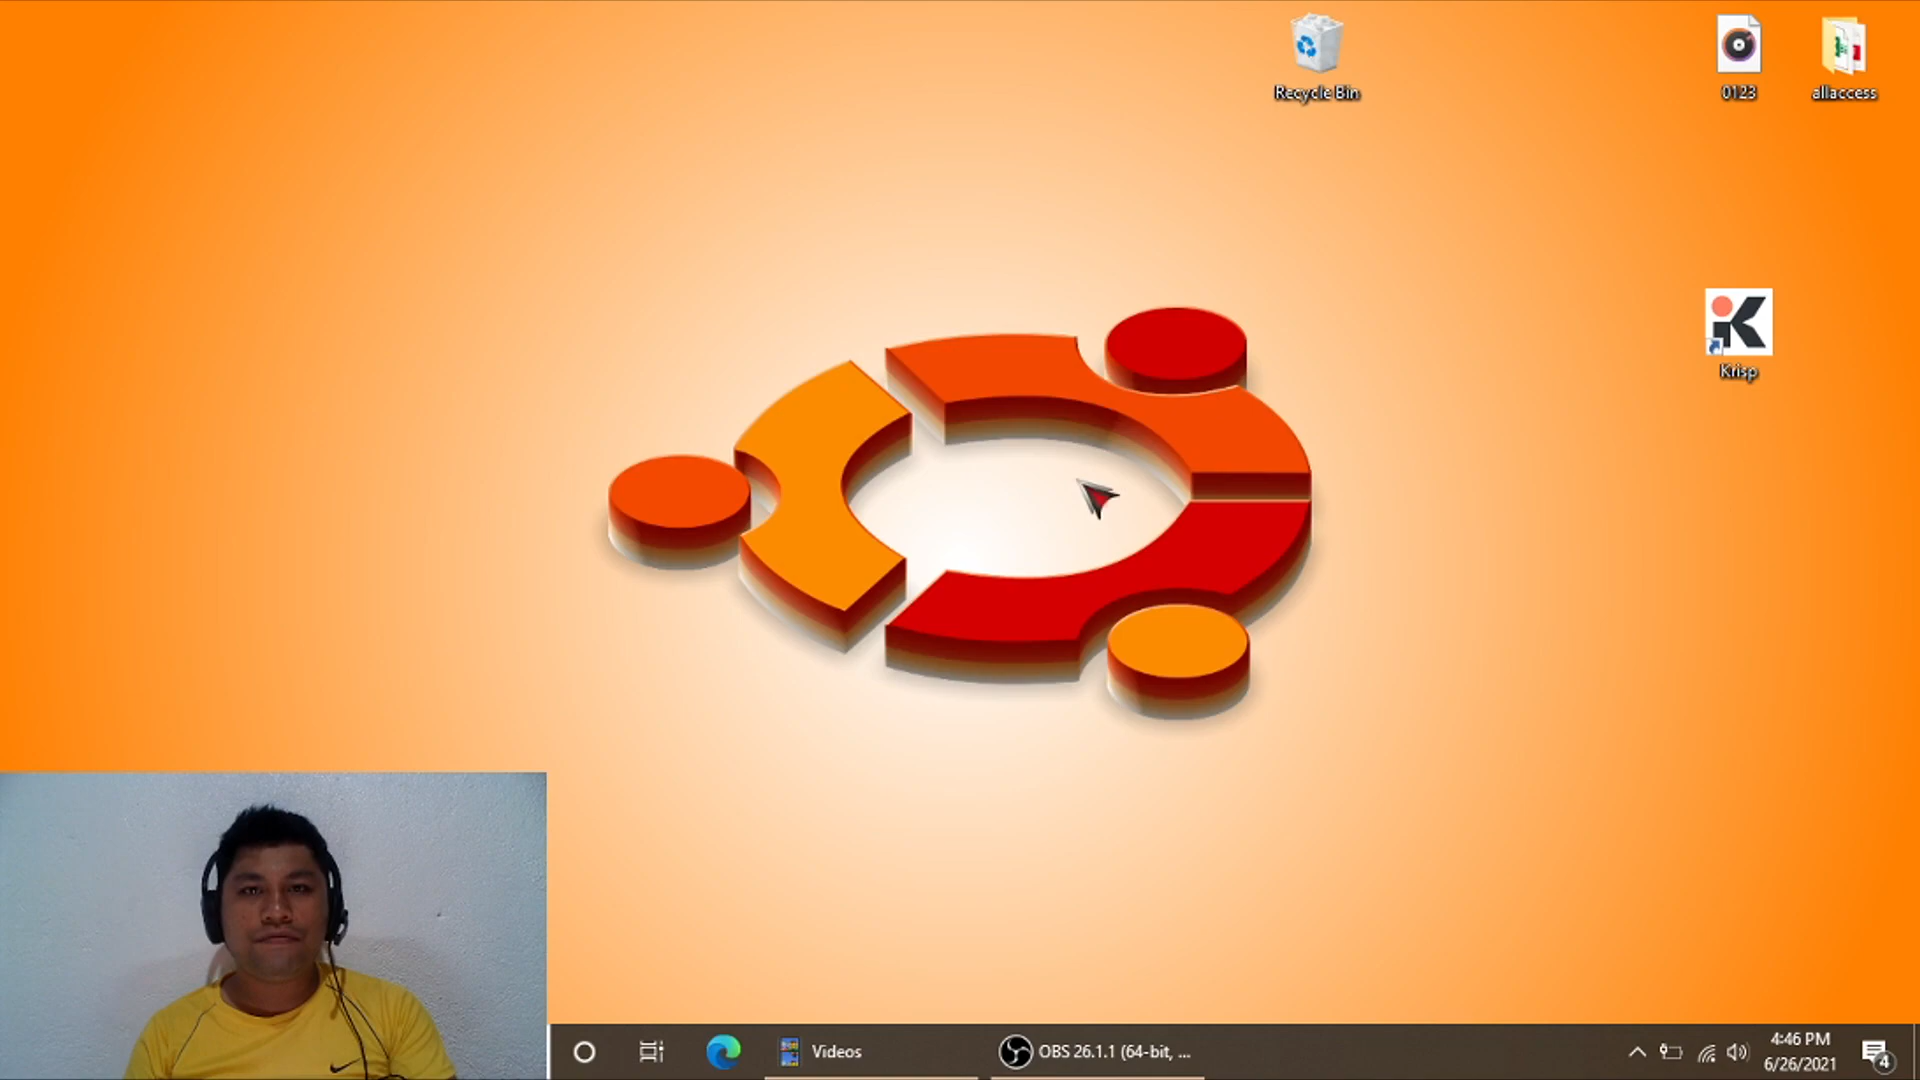 Recycle Bin
0123
allaccess
Krisp
Videos
OBS 26.1.1 (64-bit, ...
4:46 PM
6/26/2021
4